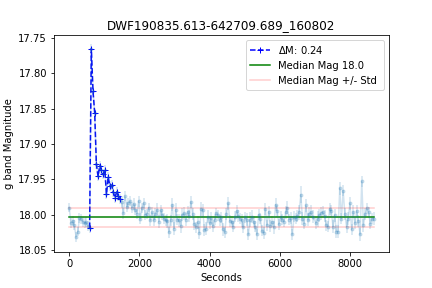 DWF190835.613-642709.689_160802
17.75
17.80
17.85
17.90
17.95
18.00
18.05
g band Magnitude
ΔM: 0.24
Median Mag 18.0
Median Mag +/- Std
0
2000
4000
6000
8000
Seconds